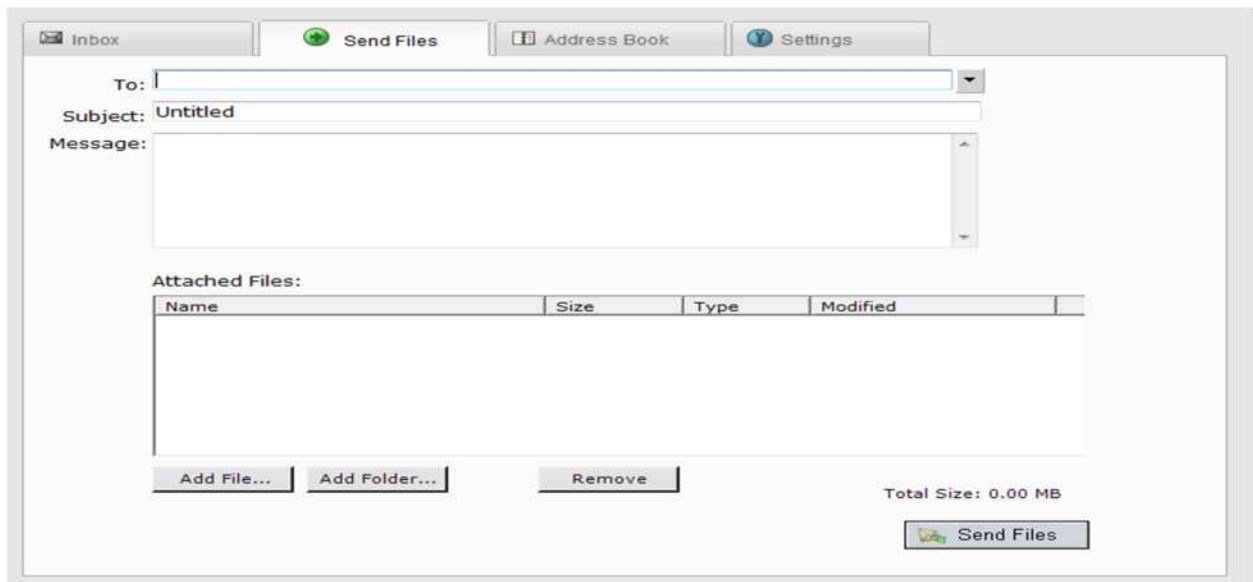 Inbox Send Files Address Book Settings
To:
Subject: Untitled
Message:
Attached Files:
Name Size Type Modified
Add File... Add Folder... Remove
Total Size: 0.00 MB
Send Files